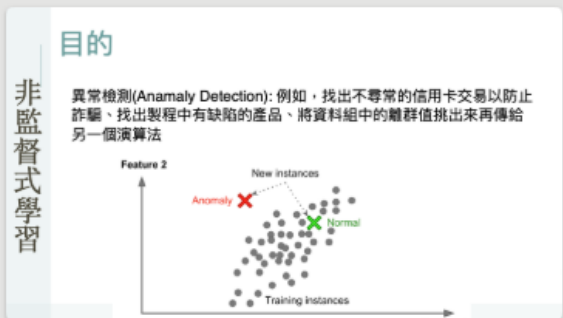 目的
非監督式學習
異常檢測(Anamaly Detection): 例如，找出不尋常的信用卡交易以防止
詐騙、找出製程中有缺陷的產品、將資料組中的離群值挑出來再傳給
另一個演算法
Feature 2
New instances
Anomaly
Normal
Training instances